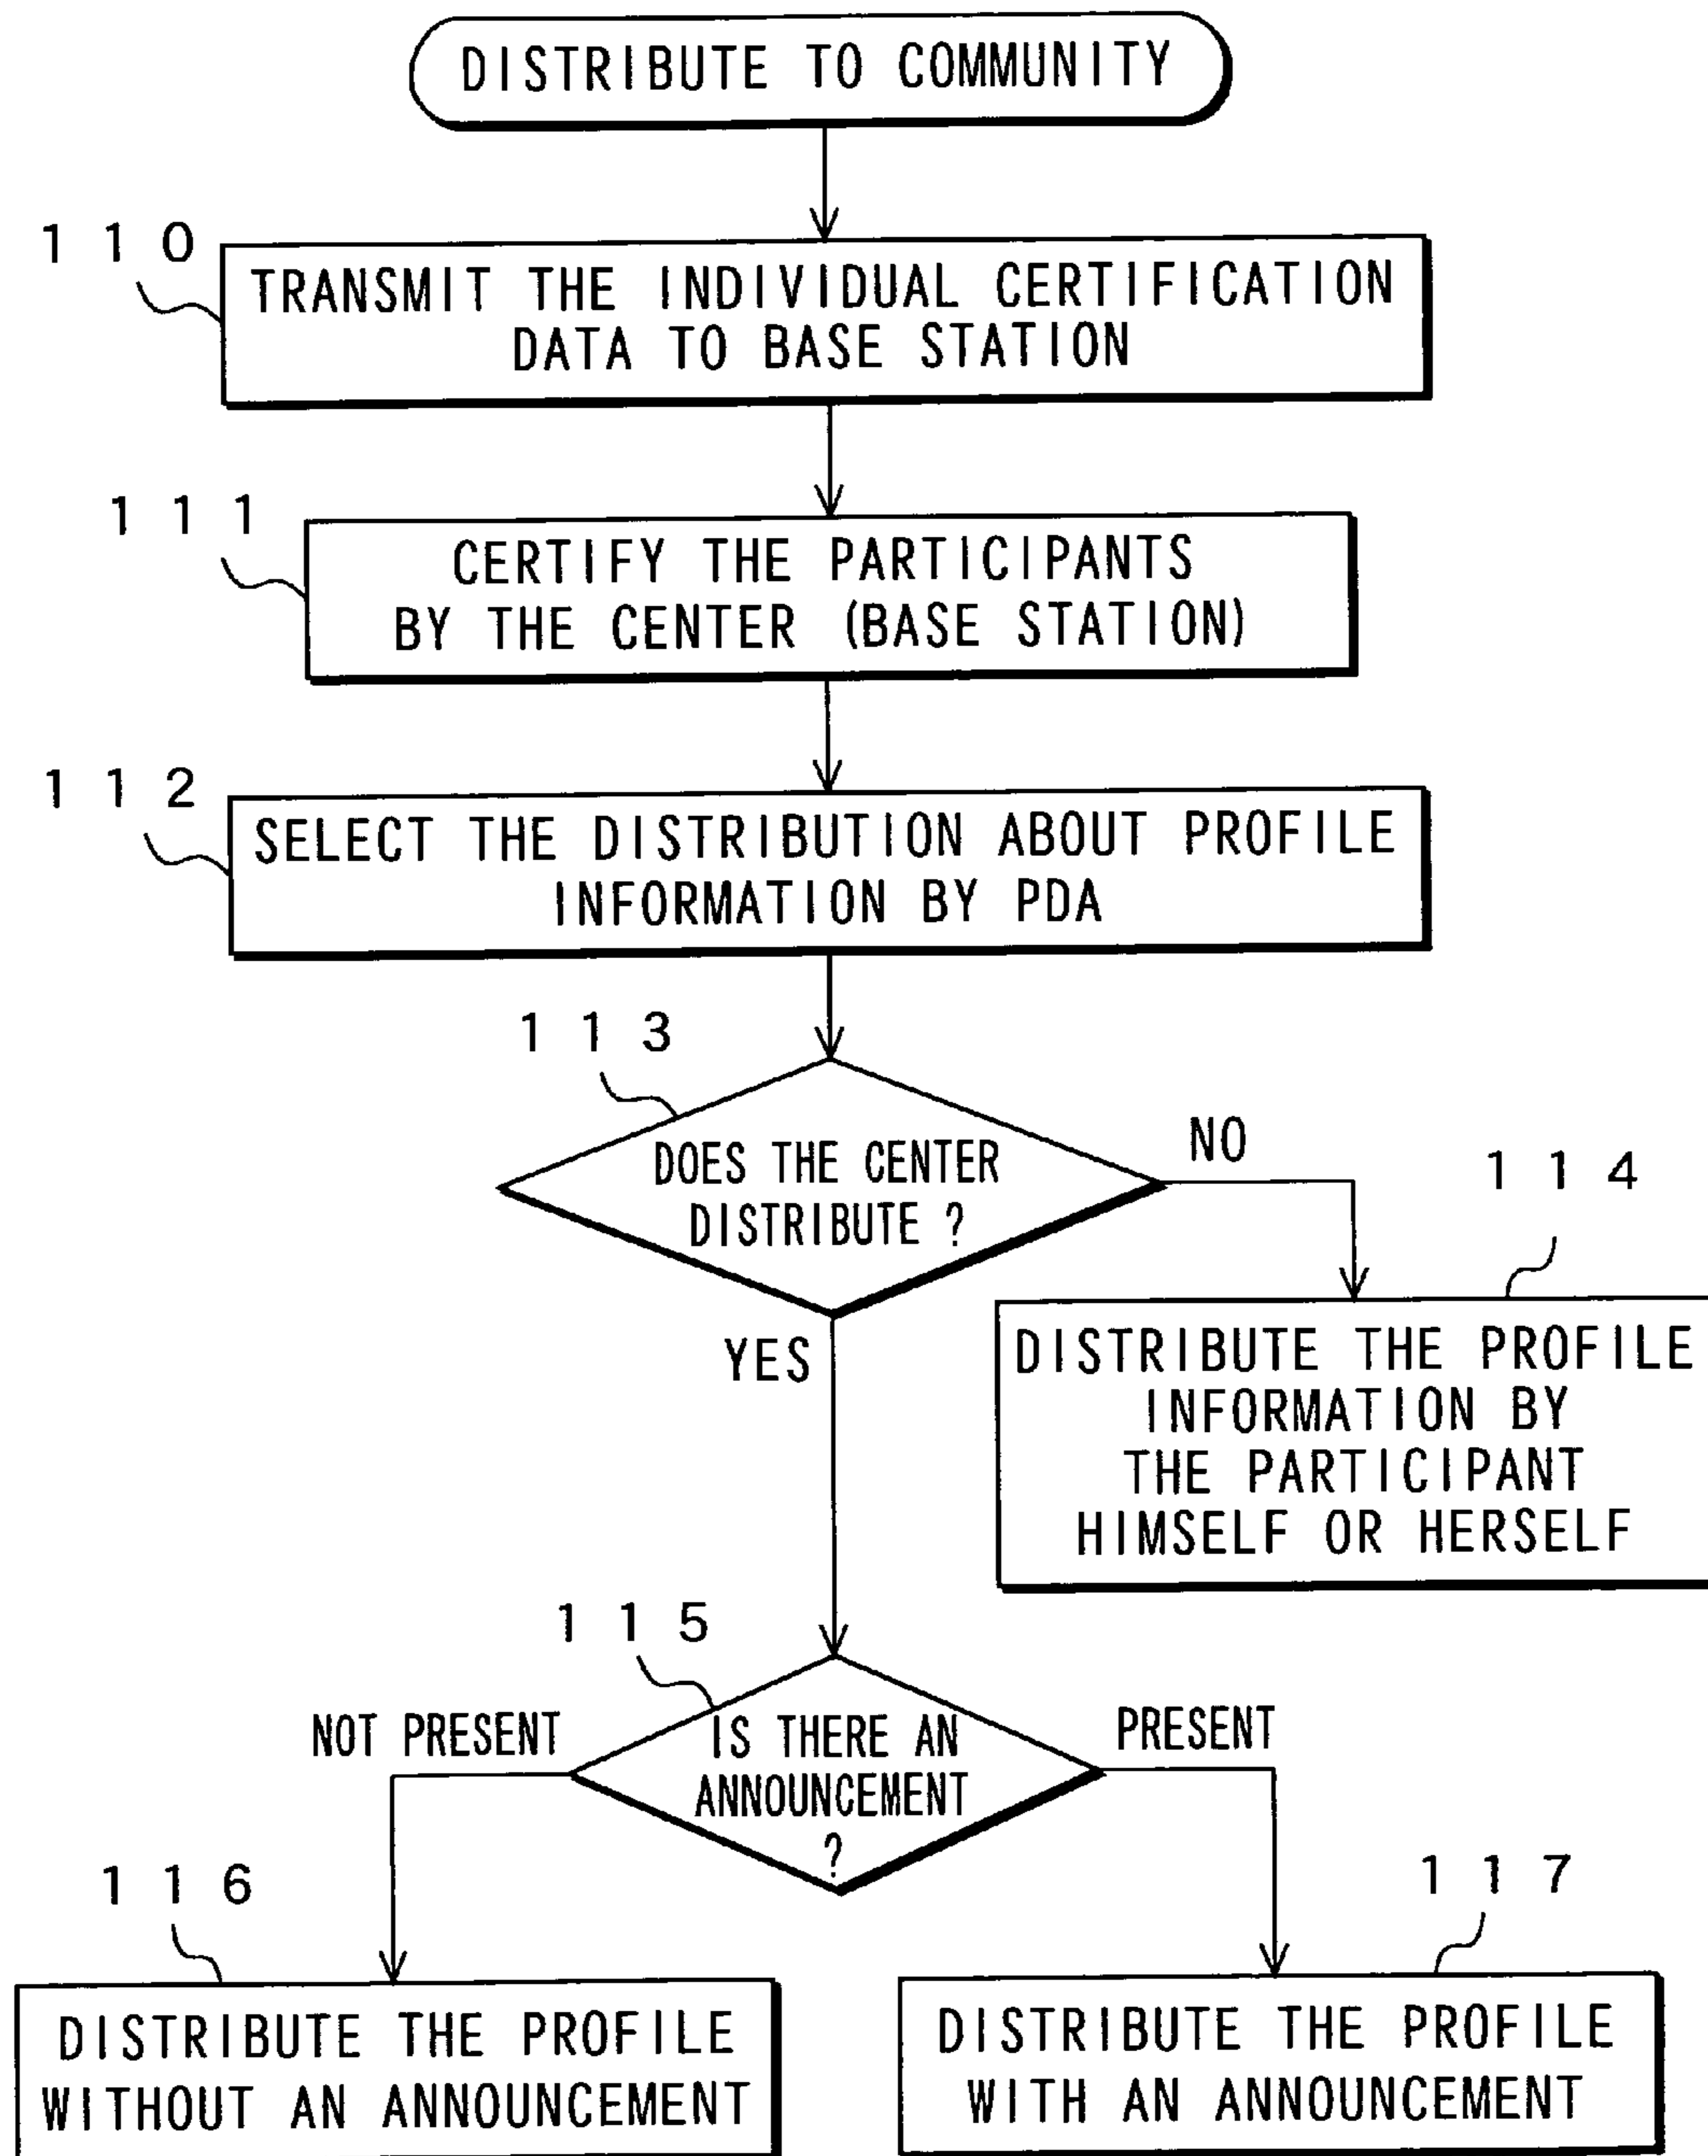 DISTRIBUTE TO COMMUNITY
110
TRANSMIT THE INDIVIDUAL CERTIFICATION
DATA TO BASE STATION
111
CERTIFY THE PARTICIPANTS
BY THE CENTER (BASE STATION)
112
SELECT THE DISTRIBUTION ABOUT PROFILE
INFORMATION BY PDA
113
DOES THE CENTER
DISTRIBUTE ?
NO
114
YES
DISTRIBUTE THE PROFILE
INFORMATION BY
THE PARTICIPANT
HIMSELF OR HERSELF
115
NOT PRESENT
IS THERE AN
ANNOUNCEMENT
?
PRESENT
116
117
DISTRIBUTE THE PROFILE
WITHOUT AN ANNOUNCEMENT
DISTRIBUTE THE PROFILE
WITH AN ANNOUNCEMENT